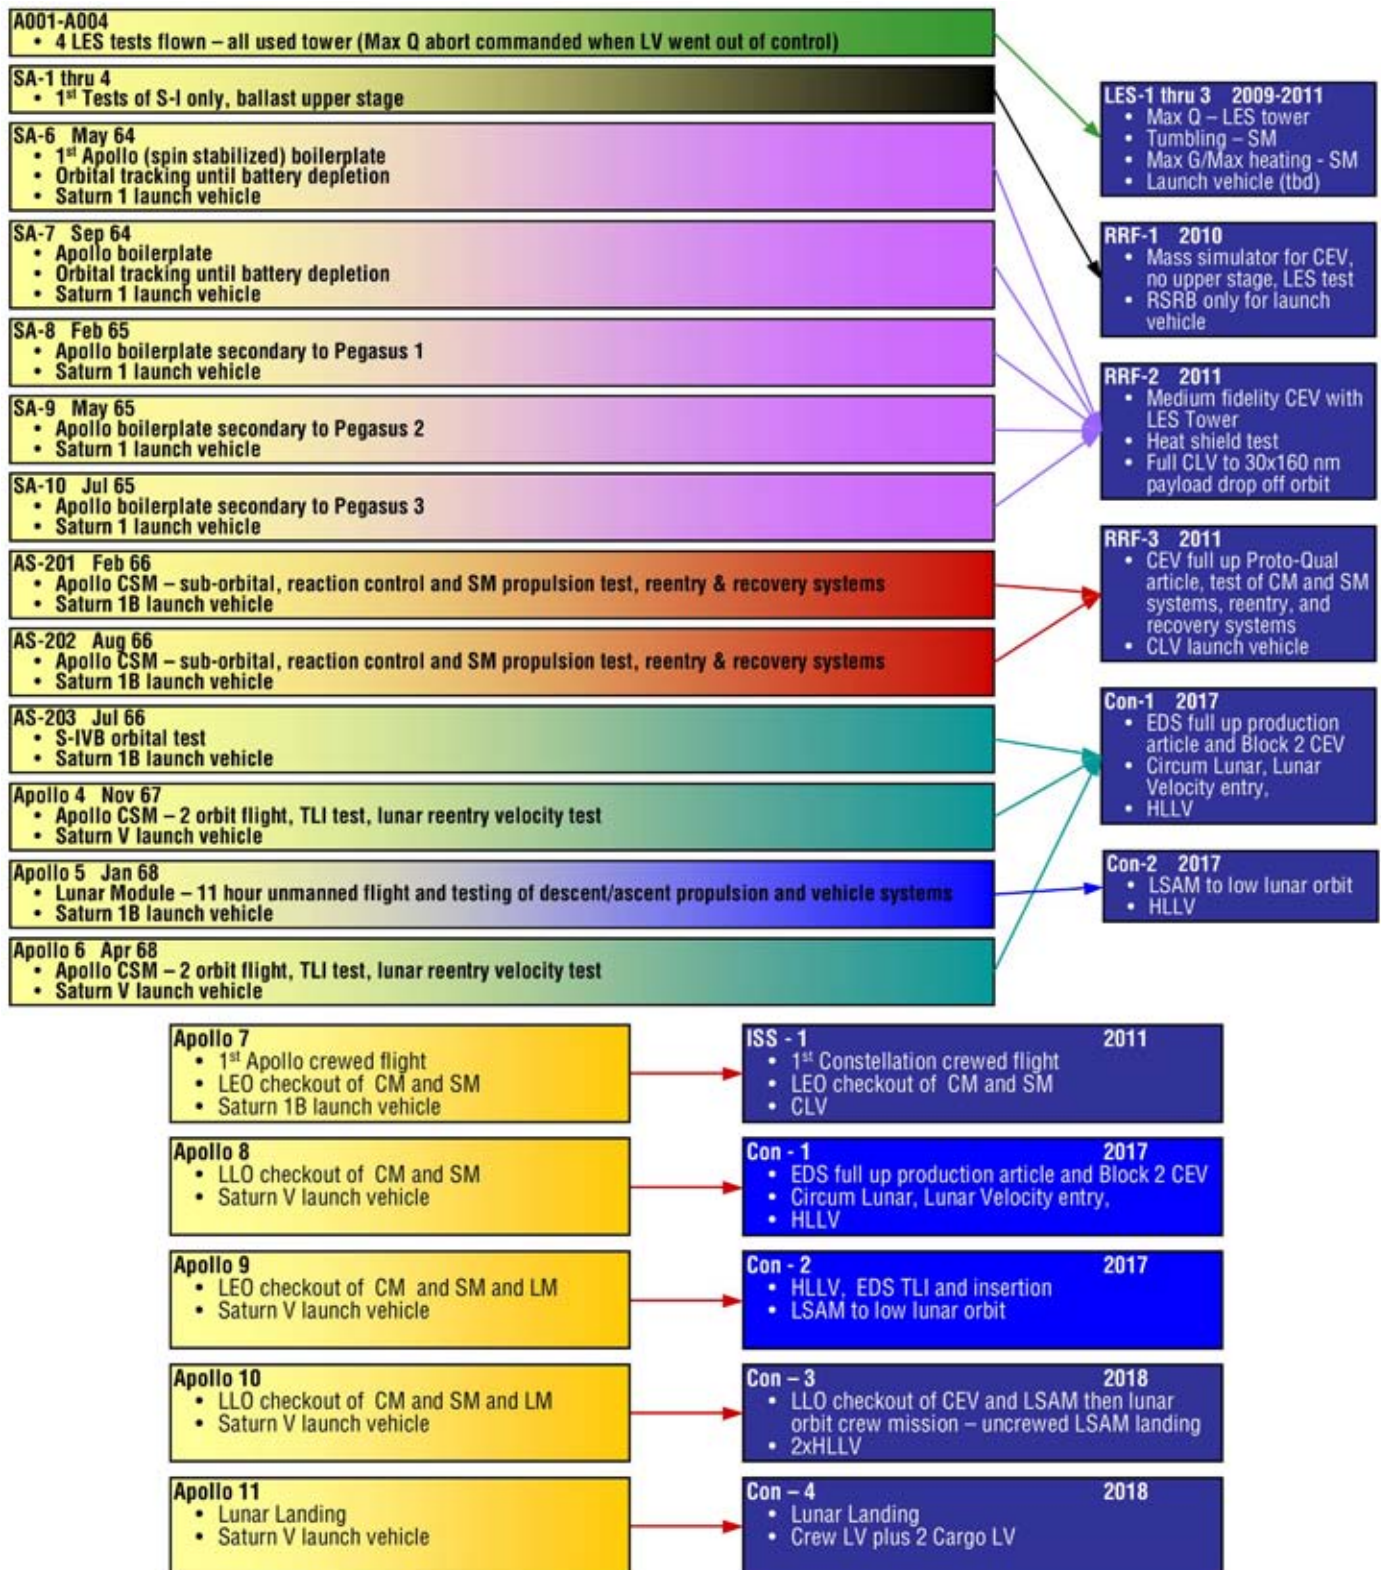 A001-A004
• 4 LES tests flown – all used tower (Max Q abort commanded when LV went out of control)
SA-1 thru 4
• 1st Tests of S-I only, ballast upper stage
SA-6 May 64
• 1st Apollo (spin stabilized) boilerplate
• Orbital tracking until battery depletion
• Saturn 1 launch vehicle
SA-7 Sep 64
• Apollo boilerplate
• Orbital tracking until battery depletion
• Saturn 1 launch vehicle
SA-8 Feb 65
• Apollo boilerplate secondary to Pegasus 1
• Saturn 1 launch vehicle
SA-9 May 65
• Apollo boilerplate secondary to Pegasus 2
• Saturn 1 launch vehicle
SA-10 Jul 65
• Apollo boilerplate secondary to Pegasus 3
• Saturn 1 launch vehicle
AS-201 Feb 66
• Apollo CSM – sub-orbital, reaction control and SM propulsion test, reentry & recovery systems
• Saturn 1B launch vehicle
AS-202 Aug 66
• Apollo CSM – sub-orbital, reaction control and SM propulsion test, reentry & recovery systems
• Saturn 1B launch vehicle
AS-203 Jul 66
• S-IVB orbital test
• Saturn 1B launch vehicle
Apollo 4 Nov 67
• Apollo CSM – 2 orbit flight, TLI test, lunar reentry velocity test
• Saturn V launch vehicle
Apollo 5 Jan 68
• Lunar Module – 11 hour unmanned flight and testing of descent/ascent propulsion and vehicle systems
• Saturn 1B launch vehicle
Apollo 6 Apr 68
• Apollo CSM – 2 orbit flight, TLI test, lunar reentry velocity test
• Saturn V launch vehicle
LES-1 thru 3 2009-2011
• Max Q – LES tower
• Tumbling – SM
• Max G/Max heating - SM
• Launch vehicle (tbd)
RRF-1 2010
• Mass simulator for CEV,
no upper stage, LES test
• RSRB only for launch
vehicle
RRF-2 2011
• Medium fidelity CEV with
LES Tower
• Heat shield test
• Full CLV to 30x160 nm
payload drop off orbit
RRF-3 2011
• CEV full up Proto-Qual
article, test of CM and SM
systems, reentry, and
recovery systems
• CLV launch vehicle
Con-1 2017
• EDS full up production
article and Block 2 CEV
• Circum Lunar, Lunar
Velocity entry,
• HLLV
Con-2 2017
• LSAM to low lunar orbit
• HLLV
Apollo 7
• 1st Apollo crewed flight
• LEO checkout of CM and SM
• Saturn 1B launch vehicle
ISS - 1 2011
• 1st Constellation crewed flight
• LEO checkout of CM and SM
• CLV
Apollo 8
• LLO checkout of CM and SM
• Saturn V launch vehicle
Con - 1 2017
• EDS full up production article and Block 2 CEV
• Circum Lunar, Lunar Velocity entry,
• HLLV
Apollo 9
• LEO checkout of CM and SM and LM
• Saturn V launch vehicle
Con - 2 2017
• HLLV, EDS TLI and insertion
• LSAM to low lunar orbit
Apollo 10
• LLO checkout of CM and SM and LM
• Saturn V launch vehicle
Con – 3 2018
• LLO checkout of CEV and LSAM then lunar
orbit crew mission – uncrewed LSAM landing
• 2xHLLV
Apollo 11
• Lunar Landing
• Saturn V launch vehicle
Con – 4 2018
• Lunar Landing
• Crew LV plus 2 Cargo LV